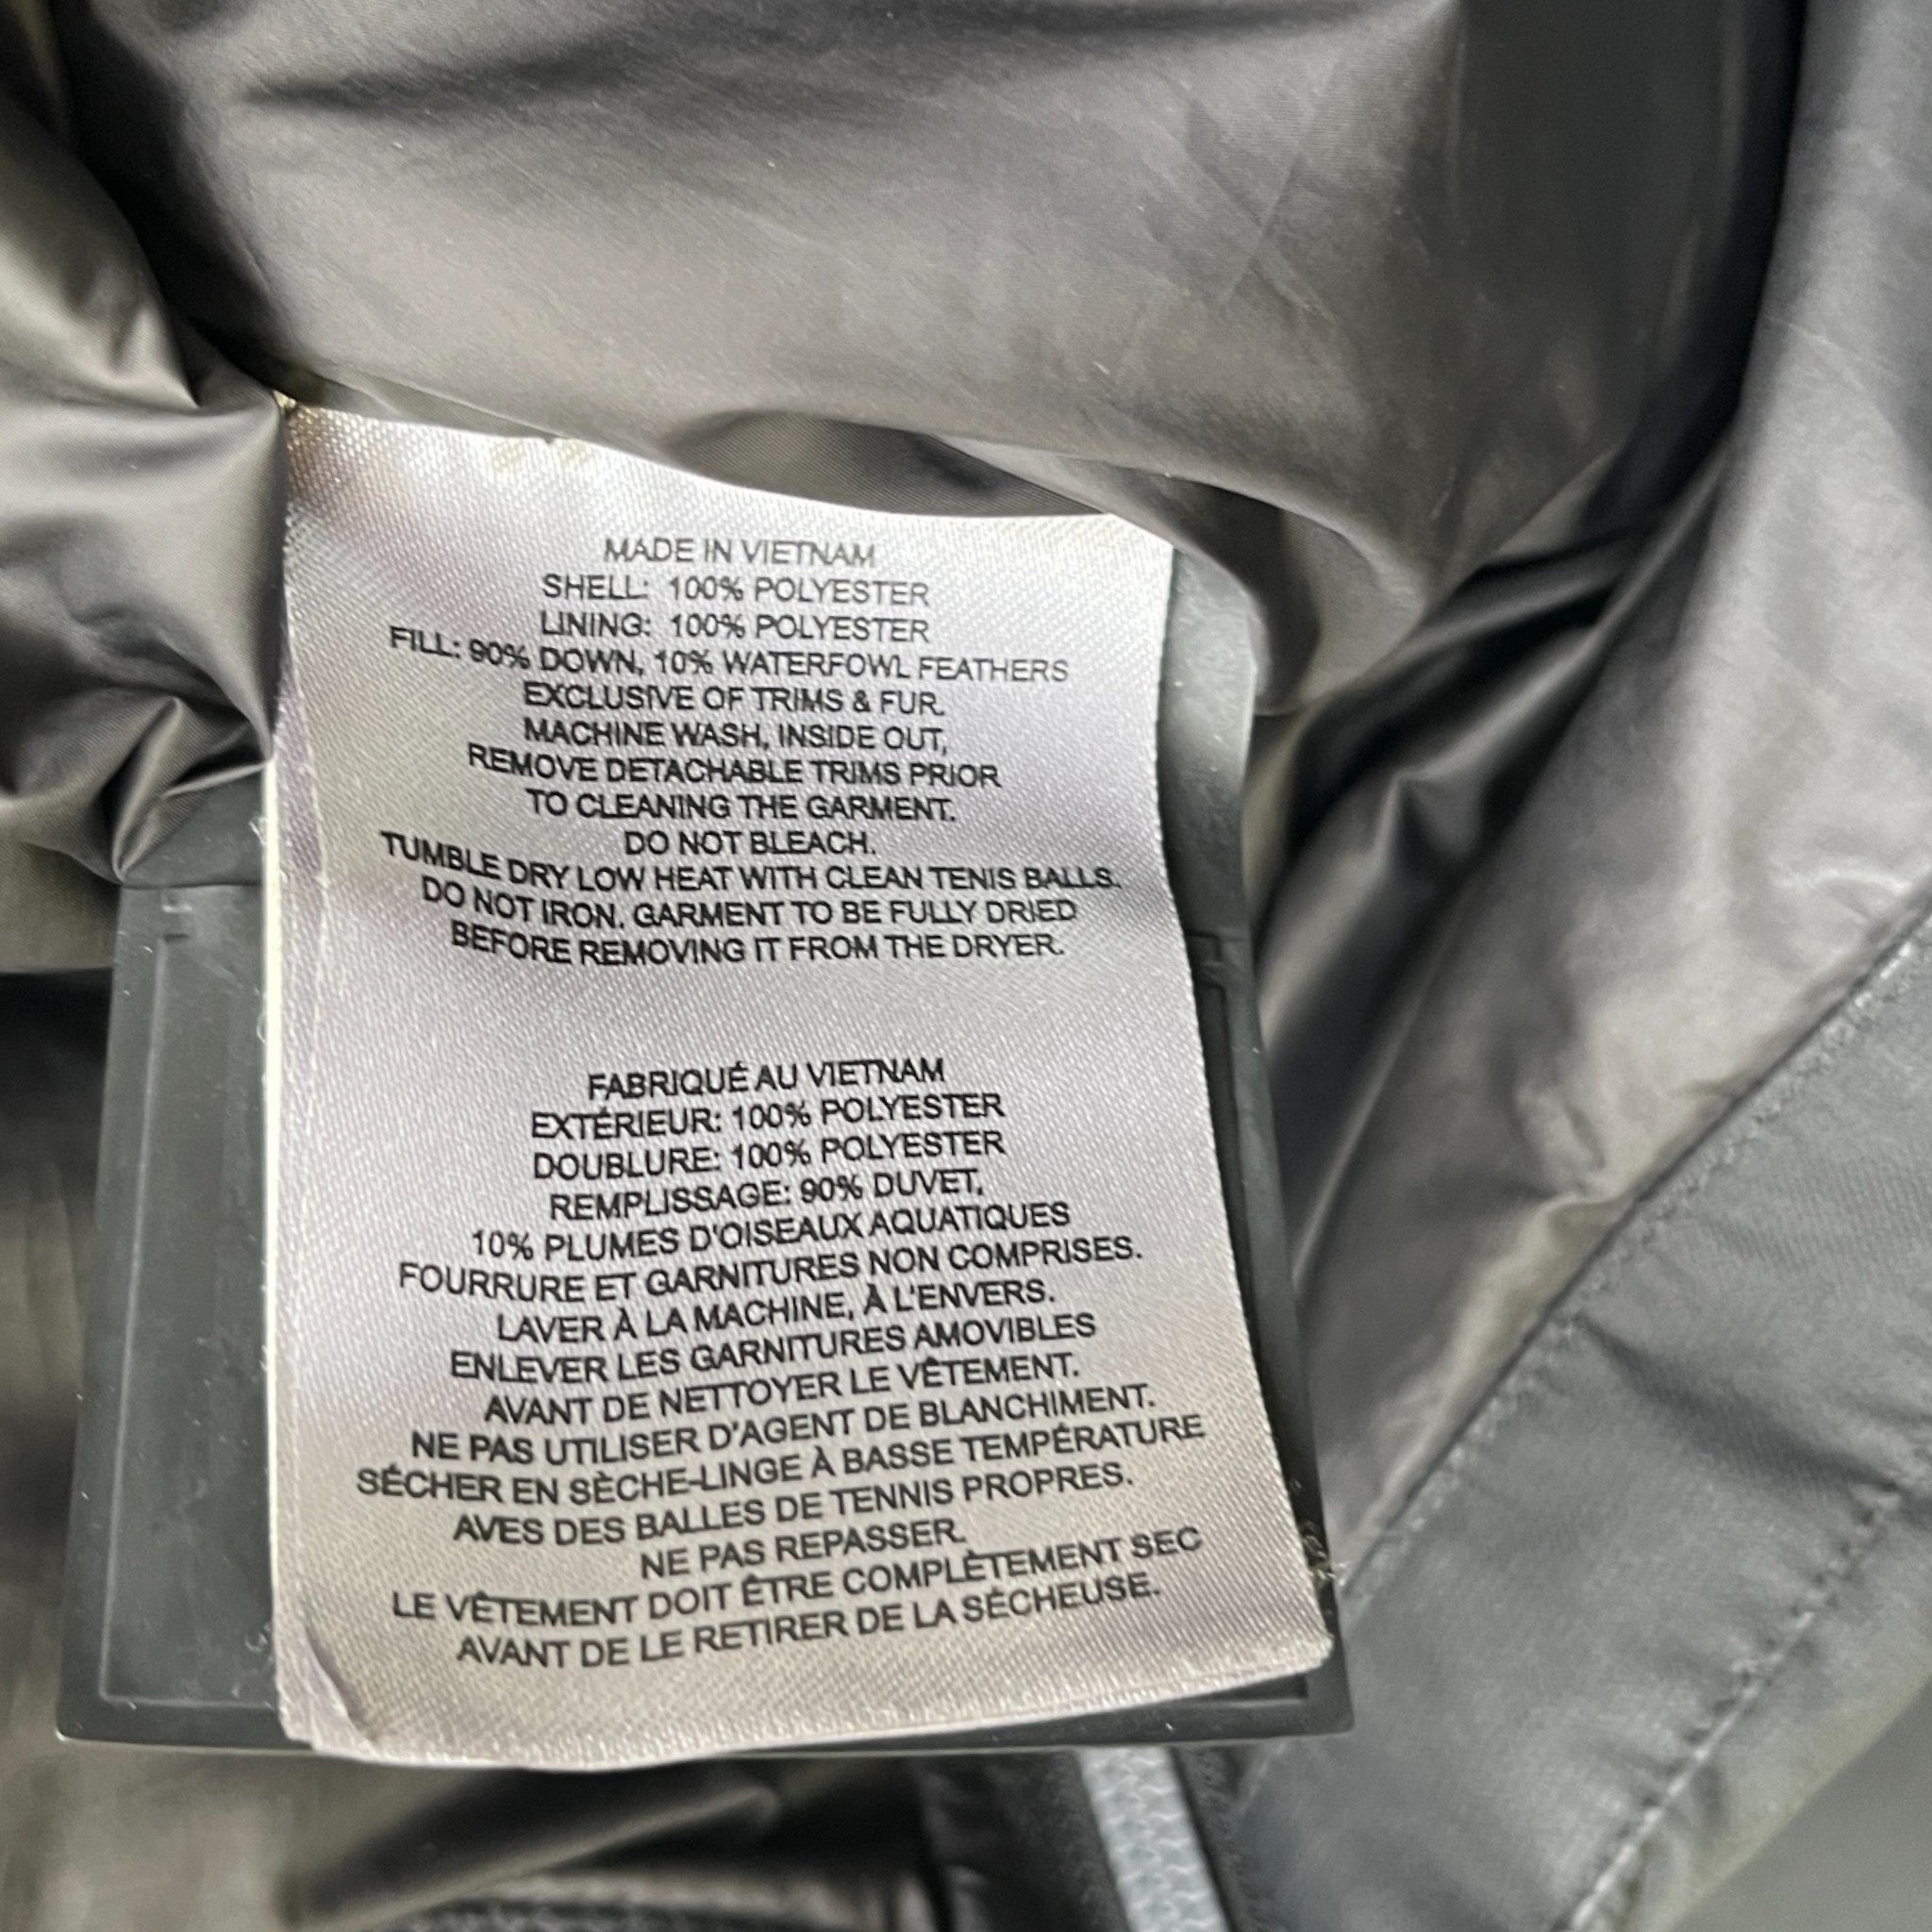 MADE IN VIETNAM
SHELL: 100% POLYESTER
LINING: 100% POLYESTER
FILL: 90% DOWN, 10% WATERFOWL FEATHERS
EXCLUSIVE OF TRIMS & FUR.
MACHINE WASH, INSIDE OUT,
REMOVE DETACHABLE TRIMS PRIOR
TO CLEANING THE GARMENT.
DO NOT BLEACH.
TUMBLE DRY LOW HEAT WITH CLEAN TENIS BALLS.
DO NOT IRON. GARMENT TO BE FULLY DRIED
BEFORE REMOVING IT FROM THE DRYER.
FABRIQUÉ AU VIETNAM
EXTÉRIEUR: 100% POLYESTER
DOUBLURE: 100% POLYESTER
REMPLISSAGE: 90% DUVET,
10% PLUMES D'OISEAUX AQUATIQUES
FOURRURE ET GARNITURES NON COMPRISES.
LAVER À LA MACHINE, À L'ENVERS.
ENLEVER LES GARNITURES AMOVIBLES
AVANT DE NETTOYER LE VÊTEMENT.
NE PAS UTILISER D'AGENT DE BLANCHIMENT.
SÉCHER EN SÈCHE-LINGE À BASSE TEMPÉRATURE
AVES DES BALLES DE TENNIS PROPRES.
NE PAS REPASSER.
LE VÊTEMENT DOIT ÊTRE COMPLÈTEMENT SEC
AVANT DE LE RETIRER DE LA SÉCHEUSE.